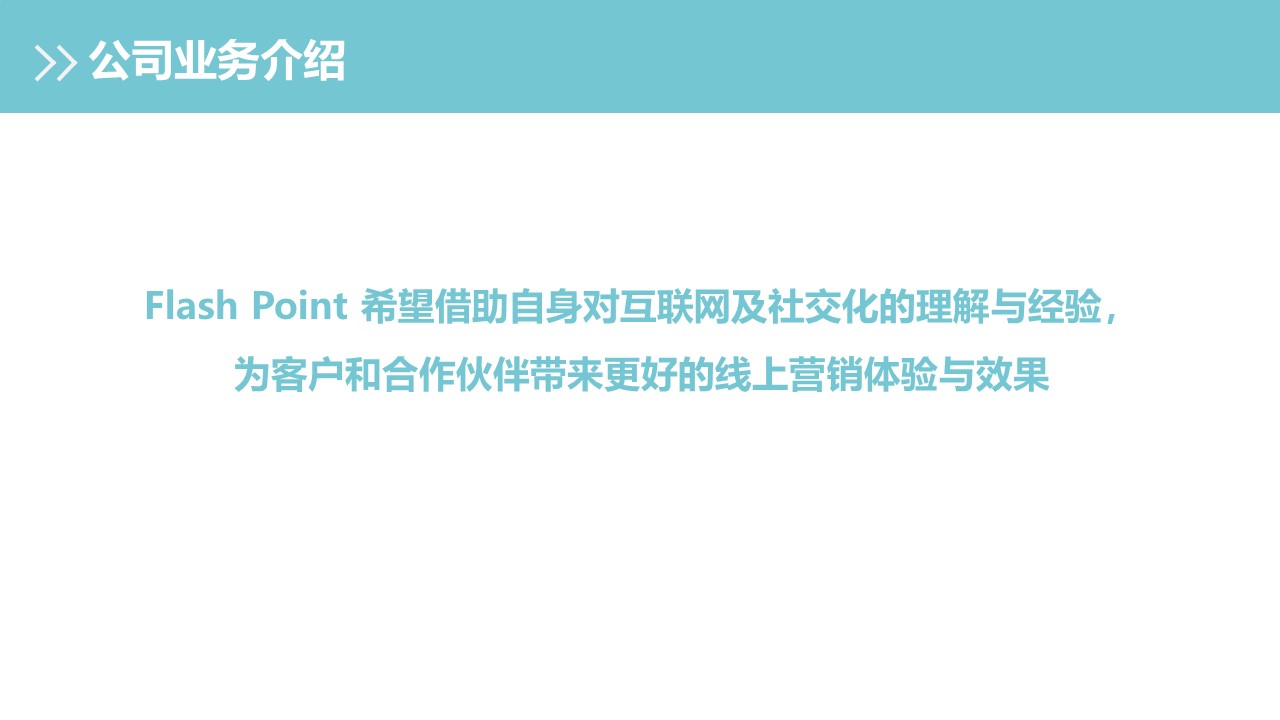 公司业务介绍
Flash Point 希望借助自身对互联网及社交化的理解与经验，
为客户和合作伙伴带来更好的线上营销体验与效果